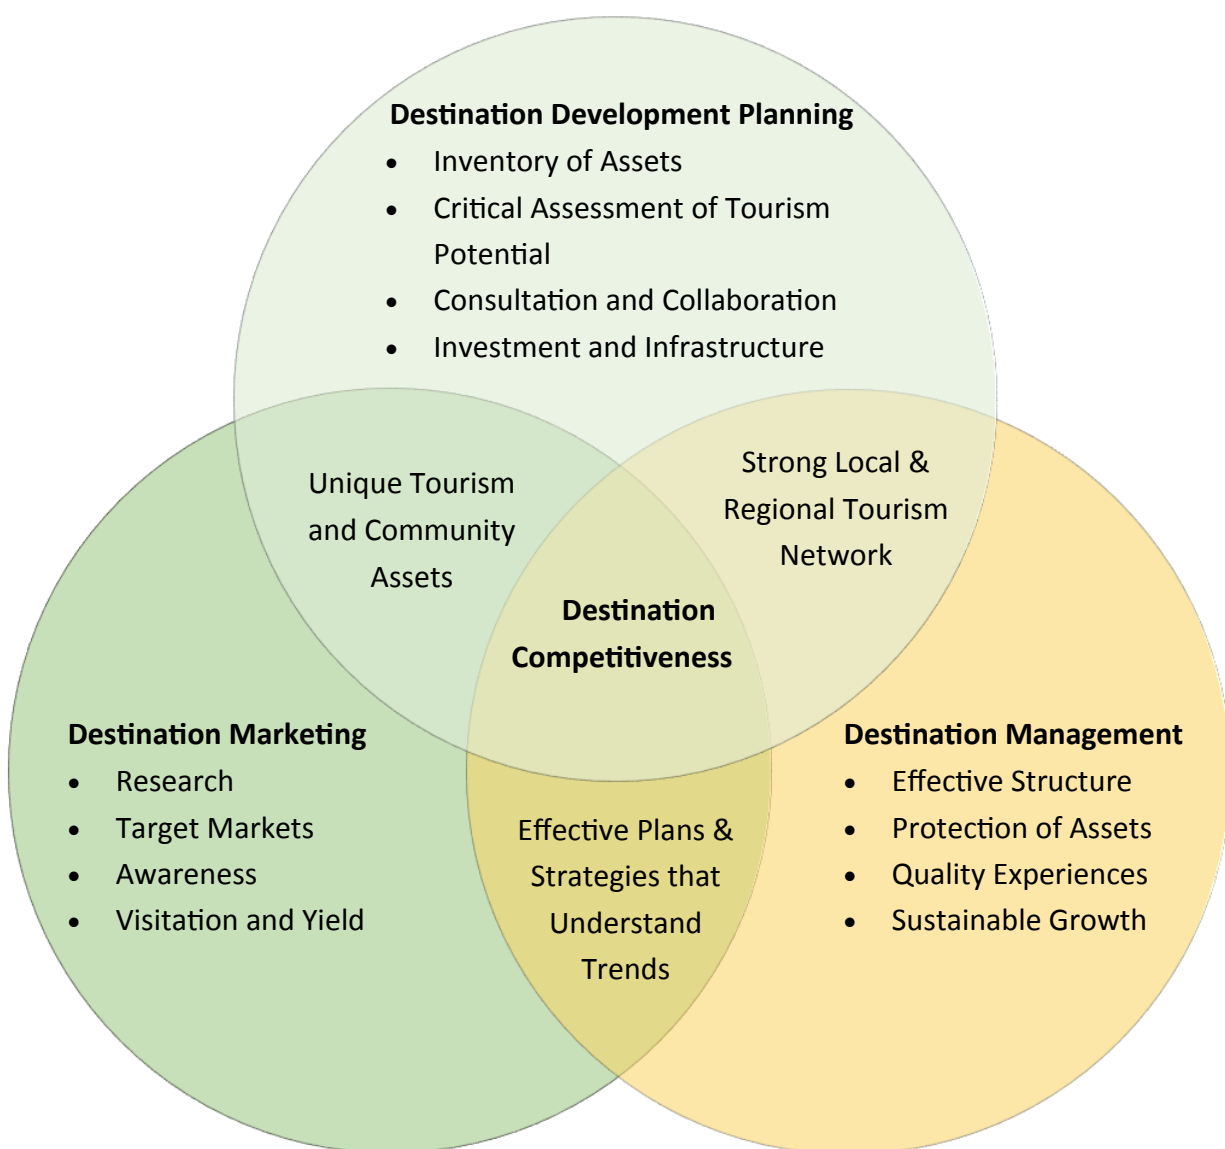 Destination Development Planning
• Inventory of Assets
• Critical Assessment of Tourism
Potential
• Consultation and Collaboration
• Investment and Infrastructure
Unique Tourism
and Community
Assets
Strong Local &
Regional Tourism
Network
Destination
Competitiveness
Destination Marketing
• Research
• Target Markets
• Awareness
• Visitation and Yield
Effective Plans &
Strategies that
Understand
Trends
Destination Management
• Effective Structure
• Protection of Assets
• Quality Experiences
• Sustainable Growth